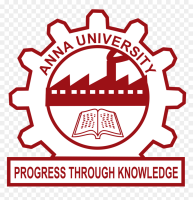 ANNA UNIVERSITY
PROGRESS THROUGH KNOWLEDGE